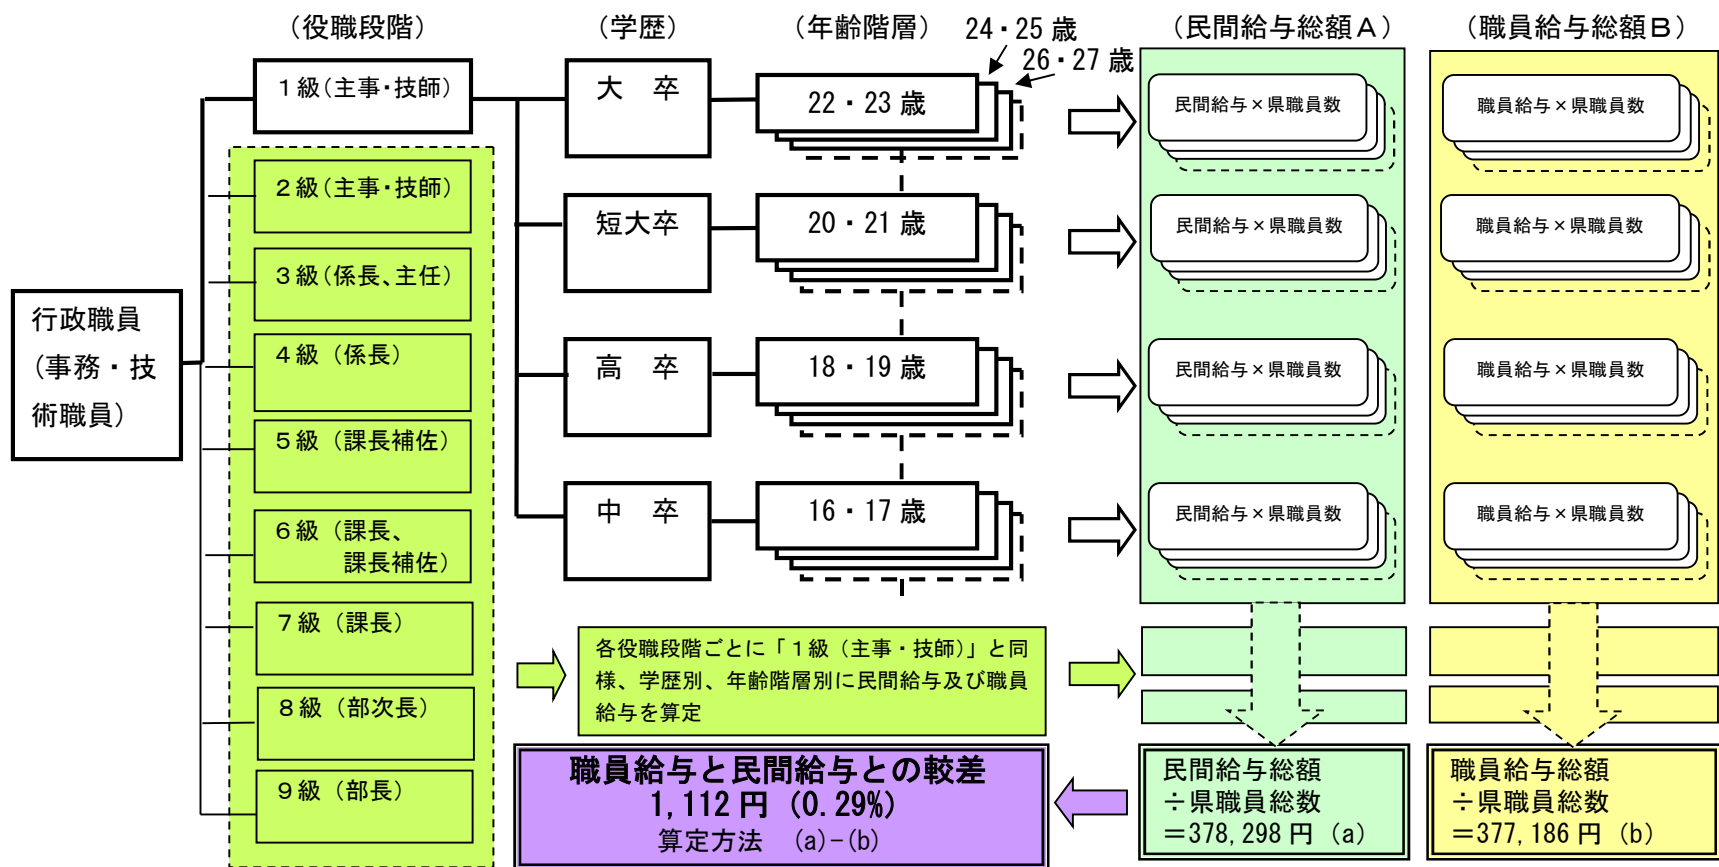 （役職段階）
（学歴）
（年齢階層）
24・25 歳
26・27 歳
（民間給与総額Ａ）
（職員給与総額Ｂ）
行政職員
（事務・技
術職員）
１級（主事・技師）
２級（主事・技師）
３級（係長、主任）
４級（係長）
５級（課長補佐）
６級（課長、
課長補佐）
７級（課長）
８級（部次長）
９級（部長）
大　卒
22・23 歳
民間給与×県職員数
職員給与×県職員数
短大卒
20・21 歳
民間給与×県職員数
職員給与×県職員数
高　卒
18・19 歳
民間給与×県職員数
職員給与×県職員数
中　卒
16・17 歳
民間給与×県職員数
職員給与×県職員数
各役職段階ごとに「１級（主事・技師）」と同
様、学歴別、年齢階層別に民間給与及び職員
給与を算定
職員給与と民間給与との較差
1,112 円（0.29%）
算定方法　(a)-(b)
民間給与総額
÷県職員総数
＝378,298 円 (a)
職員給与総額
÷県職員総数
＝377,186 円 (b)